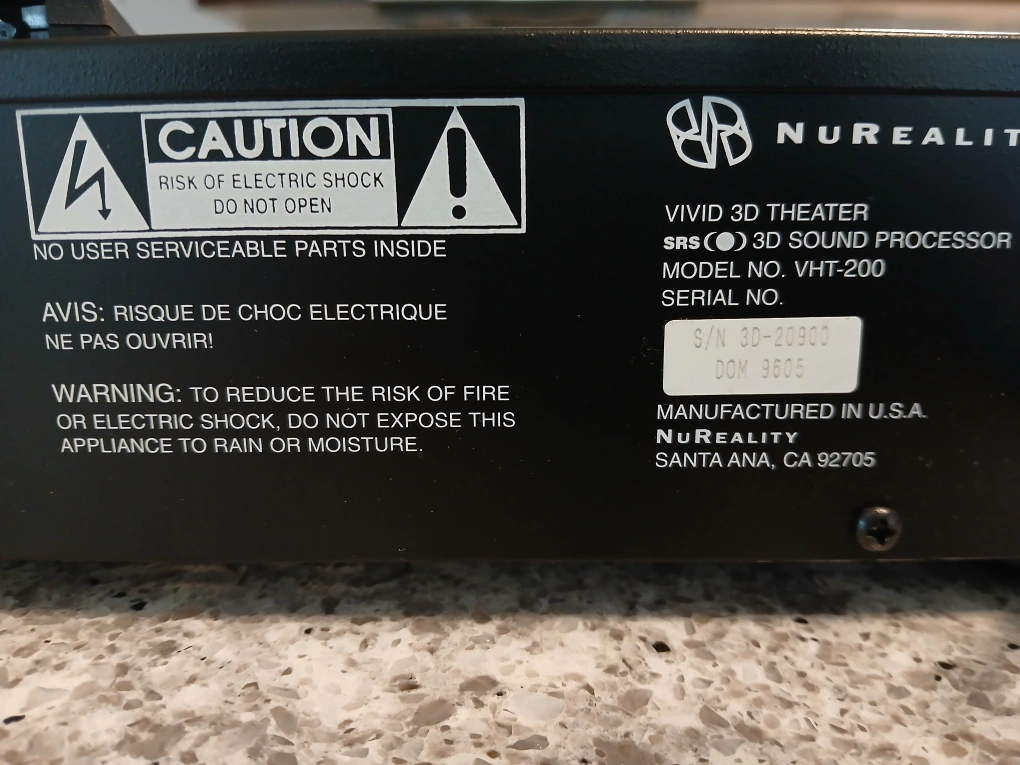 CAUTION
RISK OF ELECTRIC SHOCK
DO NOT OPEN
NO USER SERVICEABLE PARTS INSIDE
AVIS: RISQUE DE CHOC ELECTRIQUE
NE PAS OUVRIR!
WARNING: TO REDUCE THE RISK OF FIRE
OR ELECTRIC SHOCK, DO NOT EXPOSE THIS
APPLIANCE TO RAIN OR MOISTURE.
NUREALIT
VIVID 3D THEATER
SRS(●) 3D SOUND PROCESSOR
MODEL NO. VHT-200
SERIAL NO.
S/N 3D-20900
DOM 9605
MANUFACTURED IN U.S.A.
NUREALITY
SANTA ANA, CA 92705